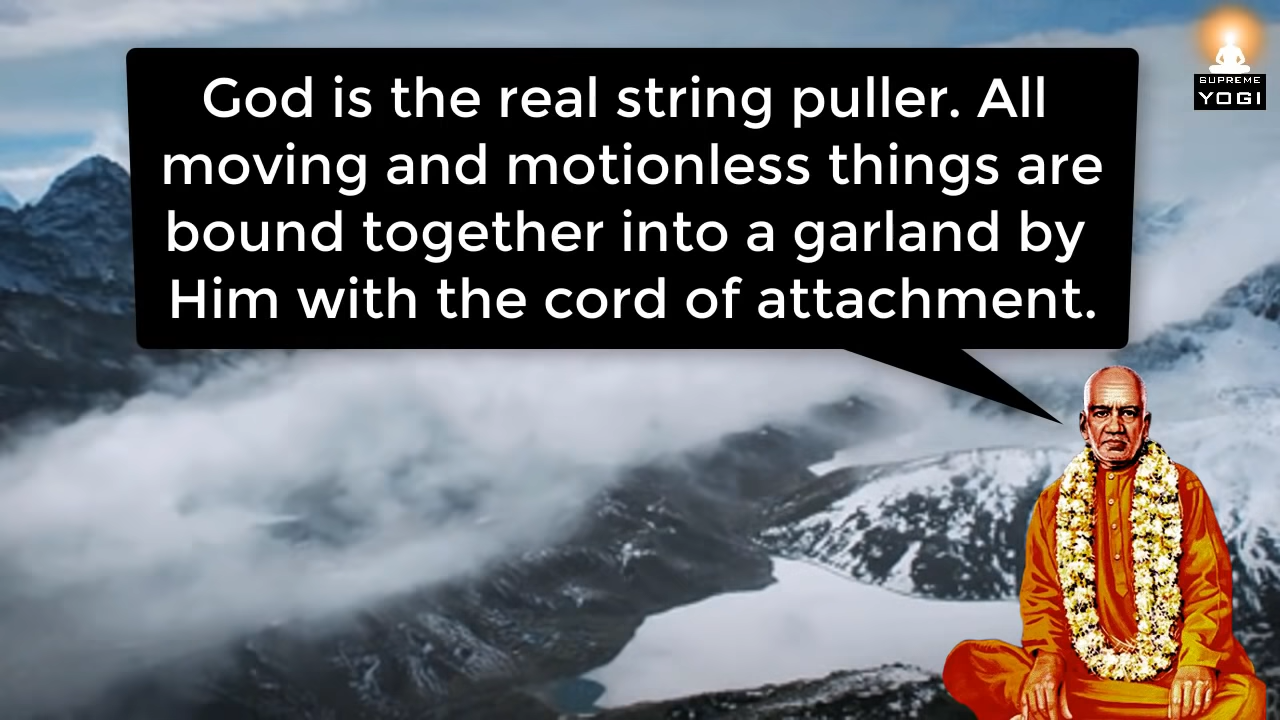 God is the real string puller. All
moving and motionless things are
bound together into a garland by
Him with the cord of attachment.
SUPREME
YOGI